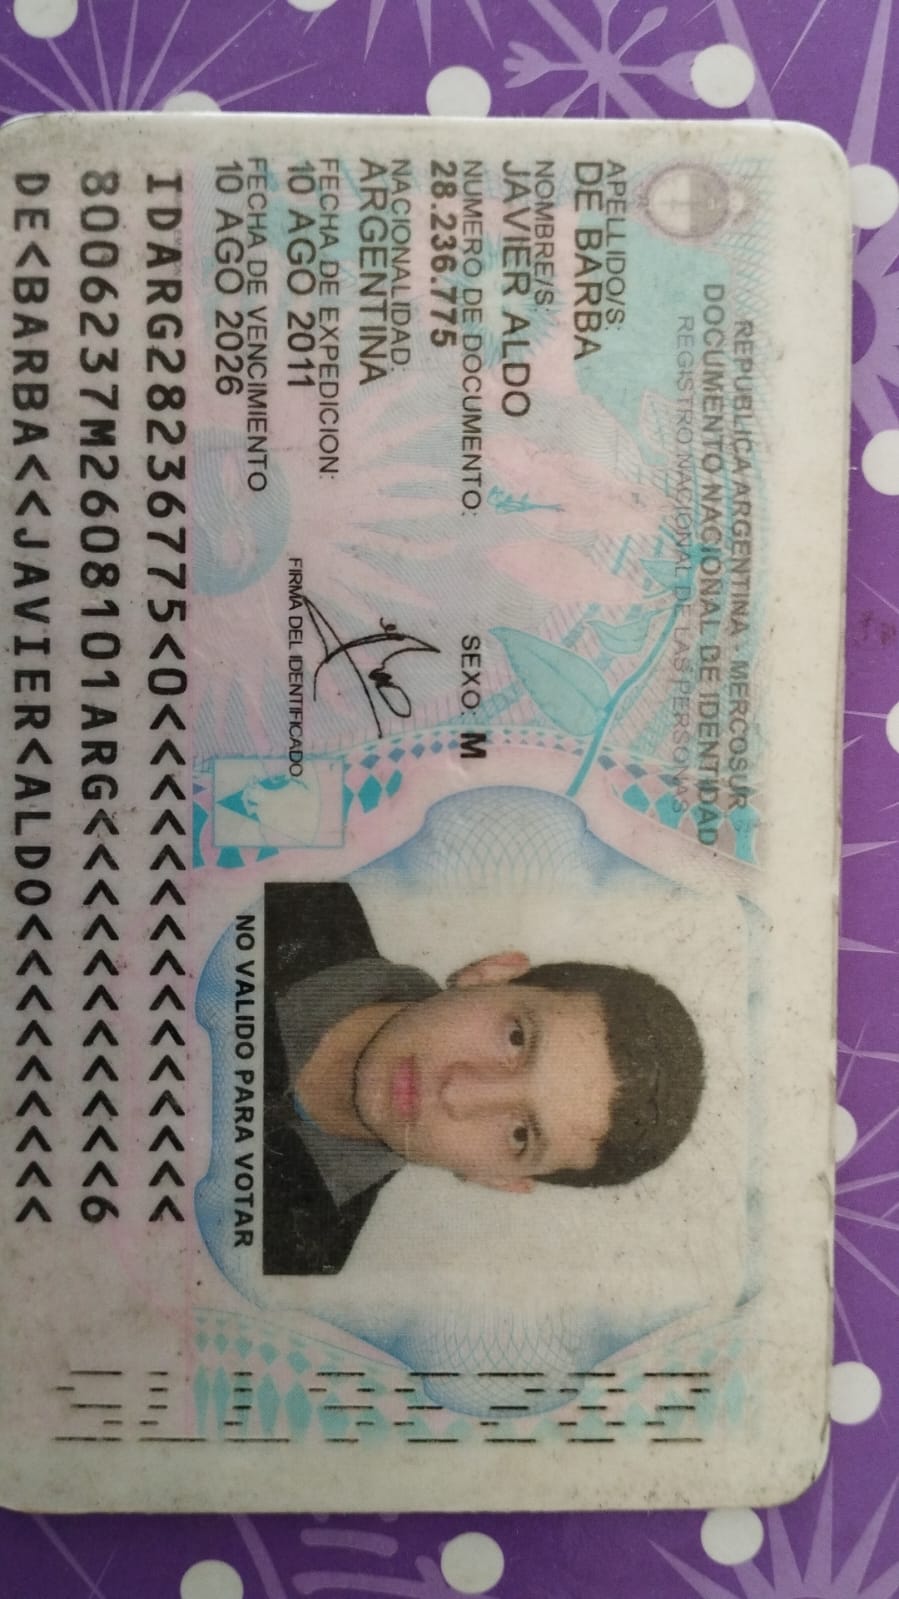 REPUBLICA ARGENTINA - MERCOSUR
DOCUMENTO NACIONAL DE IDENTIDAD
REGISTRO NACIONAL DE LAS PERSONAS
APELLIDO/S:
DE BARBA
NOMBRE/S:
JAVIER ALDO
NUMERO DE DOCUMENTO: SEXO: M
28.236.775
NACIONALIDAD:
ARGENTINA
FECHA DE EXPEDICION:
10 AGO 2011
FECHA DE VENCIMIENTO
10 AGO 2026
FIRMA DEL IDENTIFICADO
NO VALIDO PARA VOTAR
IDARG28236775<0<<<<<<<<<<<<<<<
8006237M2608101ARG<<<<<<<<<<<6
DE<BARBA<<JAVIER<ALDO<<<<<<<<<